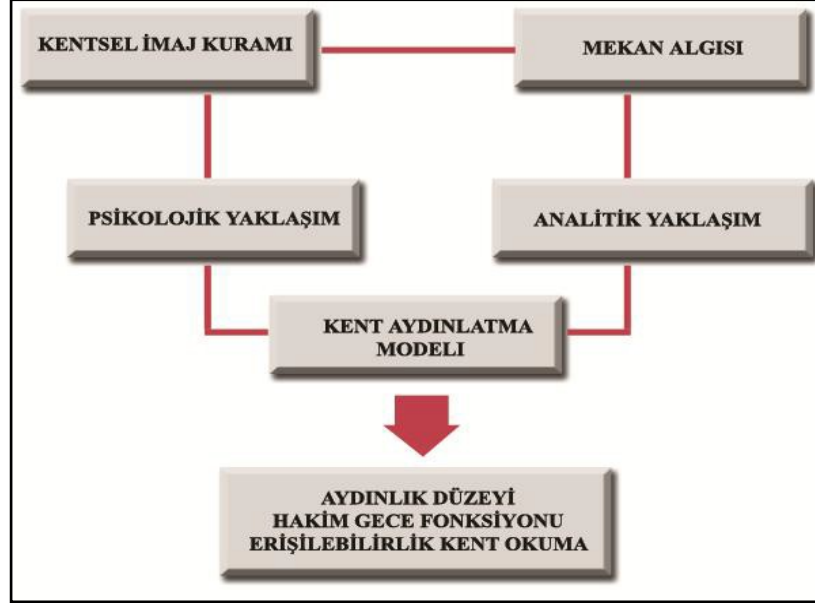 KENTSEL İMAJ KURAMI
MEKAN ALGISI
PSİKOLOJİK YAKLAŞIM
ANALİTİK YAKLAŞIM
KENT AYDINLATMA
MODELI
AYDINLIK DÜZEYİ
HAKİM GECE FONKSİYONU
ERİŞİLEBİLİRLİK KENT OKUMA